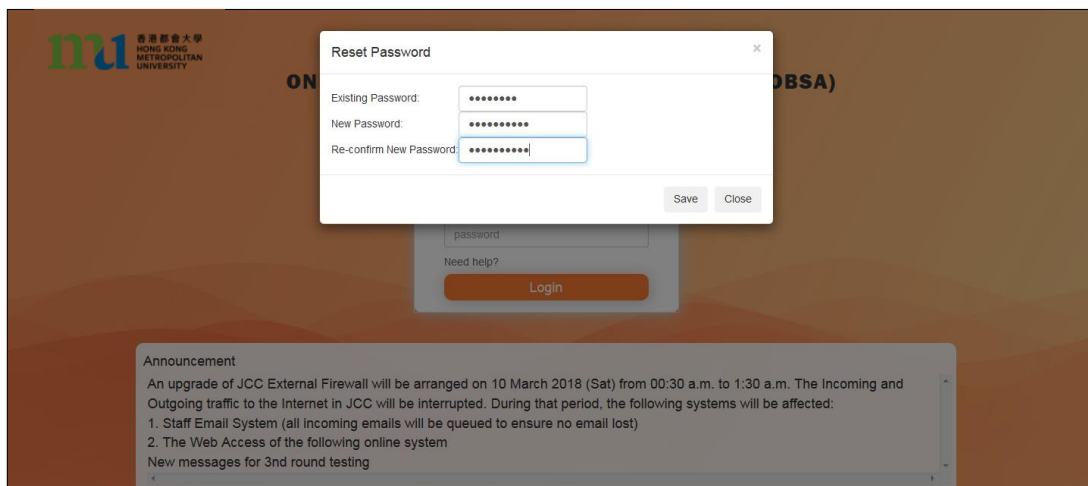 mu
香港都會大學
HONG KONG
METROPOLITAN
UNIVERSITY
ON
OBSA)
Reset Password
×
Existing Password:
New Password:
Re-confirm New Password:
Save Close
password
Need help?
Login
Announcement
An upgrade of JCC External Firewall will be arranged on 10 March 2018 (Sat) from 00:30 a.m. to 1:30 a.m. The Incoming and
Outgoing traffic to the Internet in JCC will be interrupted. During that period, the following systems will be affected:
1. Staff Email System (all incoming emails will be queued to ensure no email lost)
2. The Web Access of the following online system
New messages for 3nd round testing